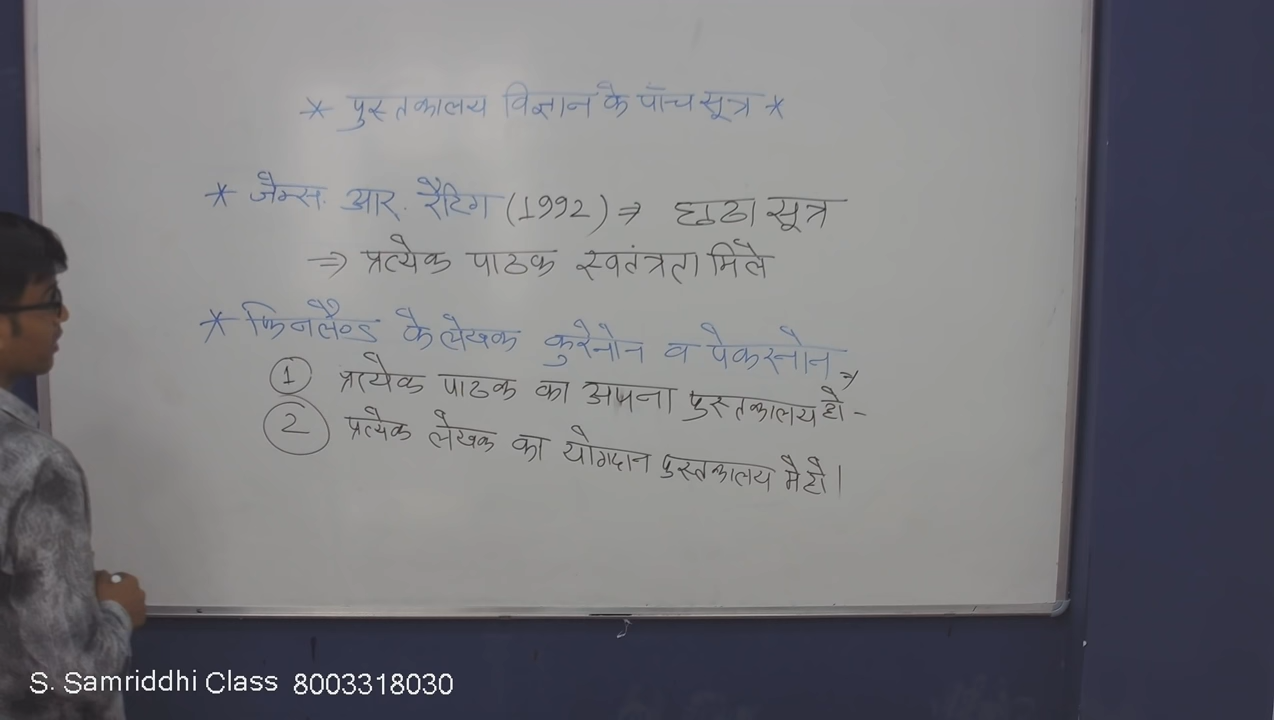 * पुस्तकालय विज्ञान के पाँच सूत्र *
* जेम्स. आर. रैटिग (1992) ⇒ छठा सूत्र
⇒ प्रत्येक पाठक स्वतंत्रता मिले
* फिनलैण्ड के लेखक कुरोनोन व पेकरनोन ⇒
① प्रत्येक पाठक का अपना पुस्तकालय हो -
② प्रत्येक लेखक का योगदान पुस्तकालय मे हो।
S. Samriddhi Class 8003318030